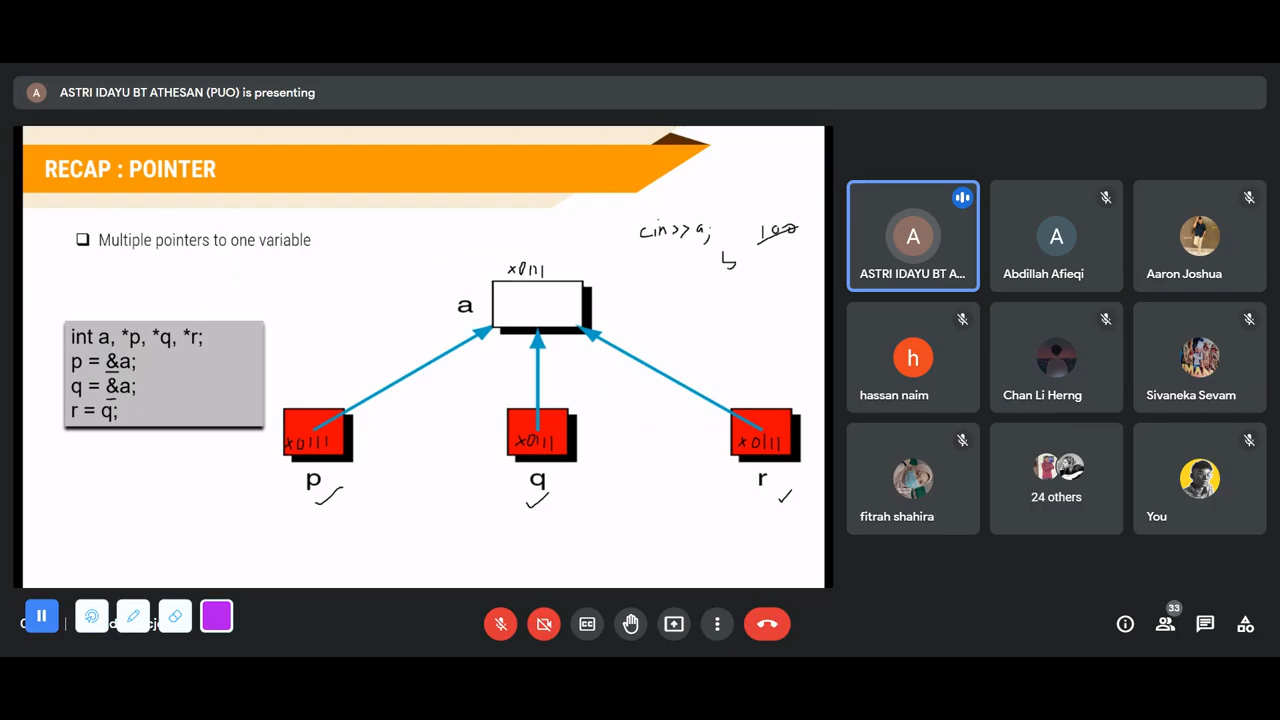 A ASTRI IDAYU BT ATHESAN (PUO) is presenting
RECAP : POINTER
Multiple pointers to one variable
cin>>a; 100
x0111
a
int a, *p, *q, *r;
p = &a;
q = &a;
r = q;
x0111 x0111 x0111
p q r
A A
ASTRI IDAYU BT A... Abdillah Afieqi Aaron Joshua
h
hassan naim Chan Li Herng Sivaneka Sevam
24 others
fitrah shahira You
33